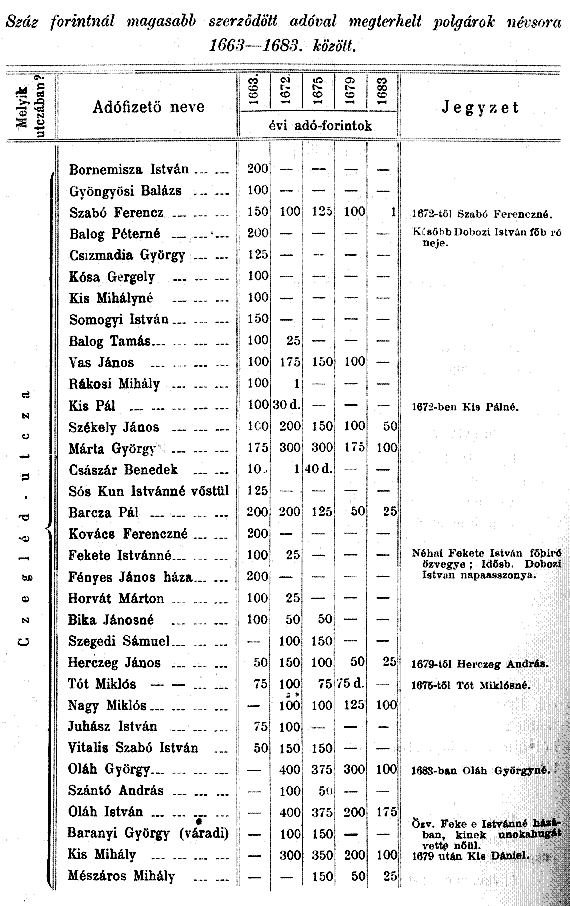 Száz forintnál magasabb szerződött adóval megterhelt polgárok névsora
1663—1683. között.
Melyik utczában? Adófizető neve 1663. 1672 1675 1679 1683 Jegyzet
évi adó-forintok
Czegléd-utcza
Bornemisza István 200 — — — —
Gyöngyösi Balázs 100 — — — —
Szabó Ferencz 150 100 125 100 1 1672-től Szabó Ferenczné.
Balog Péterné 200 — — — — Később Dobozi István főb ró
neje.
Csizmadia György 125 — — — —
Kósa Gergely 100 — — — —
Kis Mihályné 100 — — — —
Somogyi István 150 — — — —
Balog Tamás 100 25 — — —
Vas János 100 175 150 100 —
Rákosi Mihály 100 1 — — —
Kis Pál 100 30 d. — — — 1672-ben Kis Pálné.
Székely János 100 200 150 100 50
Márta György 175 300 300 175 100
Császár Benedek 10. 1 40 d. — —
Sós Kun Istvánné vőstül 125 — — — —
Barcza Pál 200 200 125 50 25
Kovács Ferenczné 200 — — — —
Fekete Istvánné 100 25 — — — Néhai Fekete István főbiró
özvegye; Idősb. Dobozi
István napaasszonya.
Fényes János háza 200 — — — —
Horvát Márton 100 25 — — —
Bika Jánosné 100 50 50 — —
Szegedi Sámuel — 100 150 — —
Herczeg János 50 150 100 50 25 1679-től Herczeg András.
Tót Miklós 75 100 75 75 d. — 1675-től Tót Miklósné.
Nagy Miklós — 100 100 125 100
Juhász István 75 100 — — —
Vitalis Szabó István 50 150 150 — —
Oláh György — 400 375 300 100 1683-ban Oláh Györgyné.
Szántó András — 100 50 — —
Oláh István — 400 375 200 175
Baranyi György (váradi) — 100 150 — — Özv. Feke e Istvánné házá-
ban, kinek unokahugát
vette nőül.
Kis Mihály — 300 350 200 100 1679 után Kis Dániel.
Mészáros Mihály — 150 50 25